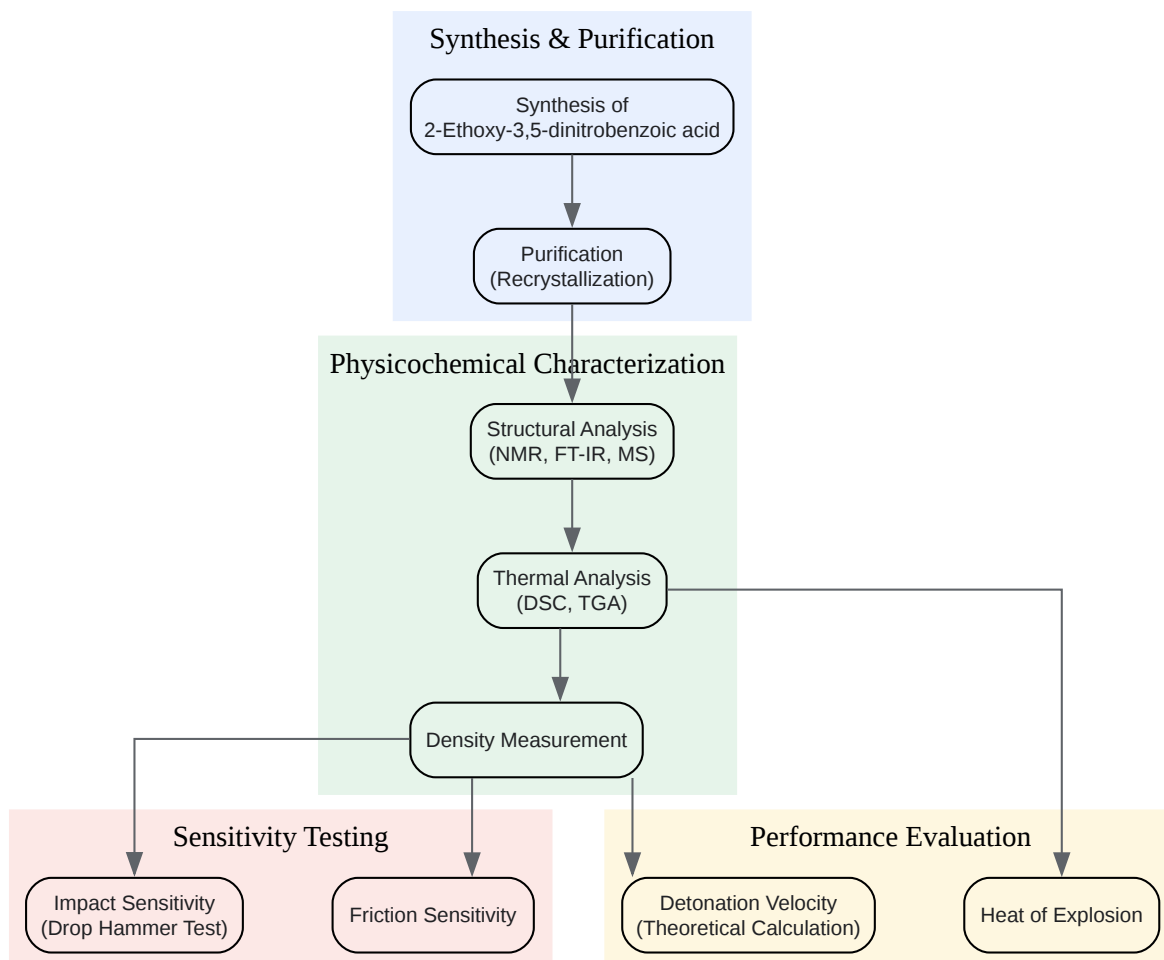 Synthesis & Purification
Synthesis of
2-Ethoxy-3,5-dinitrobenzoic acid
Purification
(Recrystallization)
Physicochemical Characterization
Structural Analysis
(NMR, FT-IR, MS)
Thermal Analysis
(DSC, TGA)
Density Measurement
Sensitivity Testing
Impact Sensitivity
(Drop Hammer Test)
Friction Sensitivity
Performance Evaluation
Detonation Velocity
(Theoretical Calculation)
Heat of Explosion